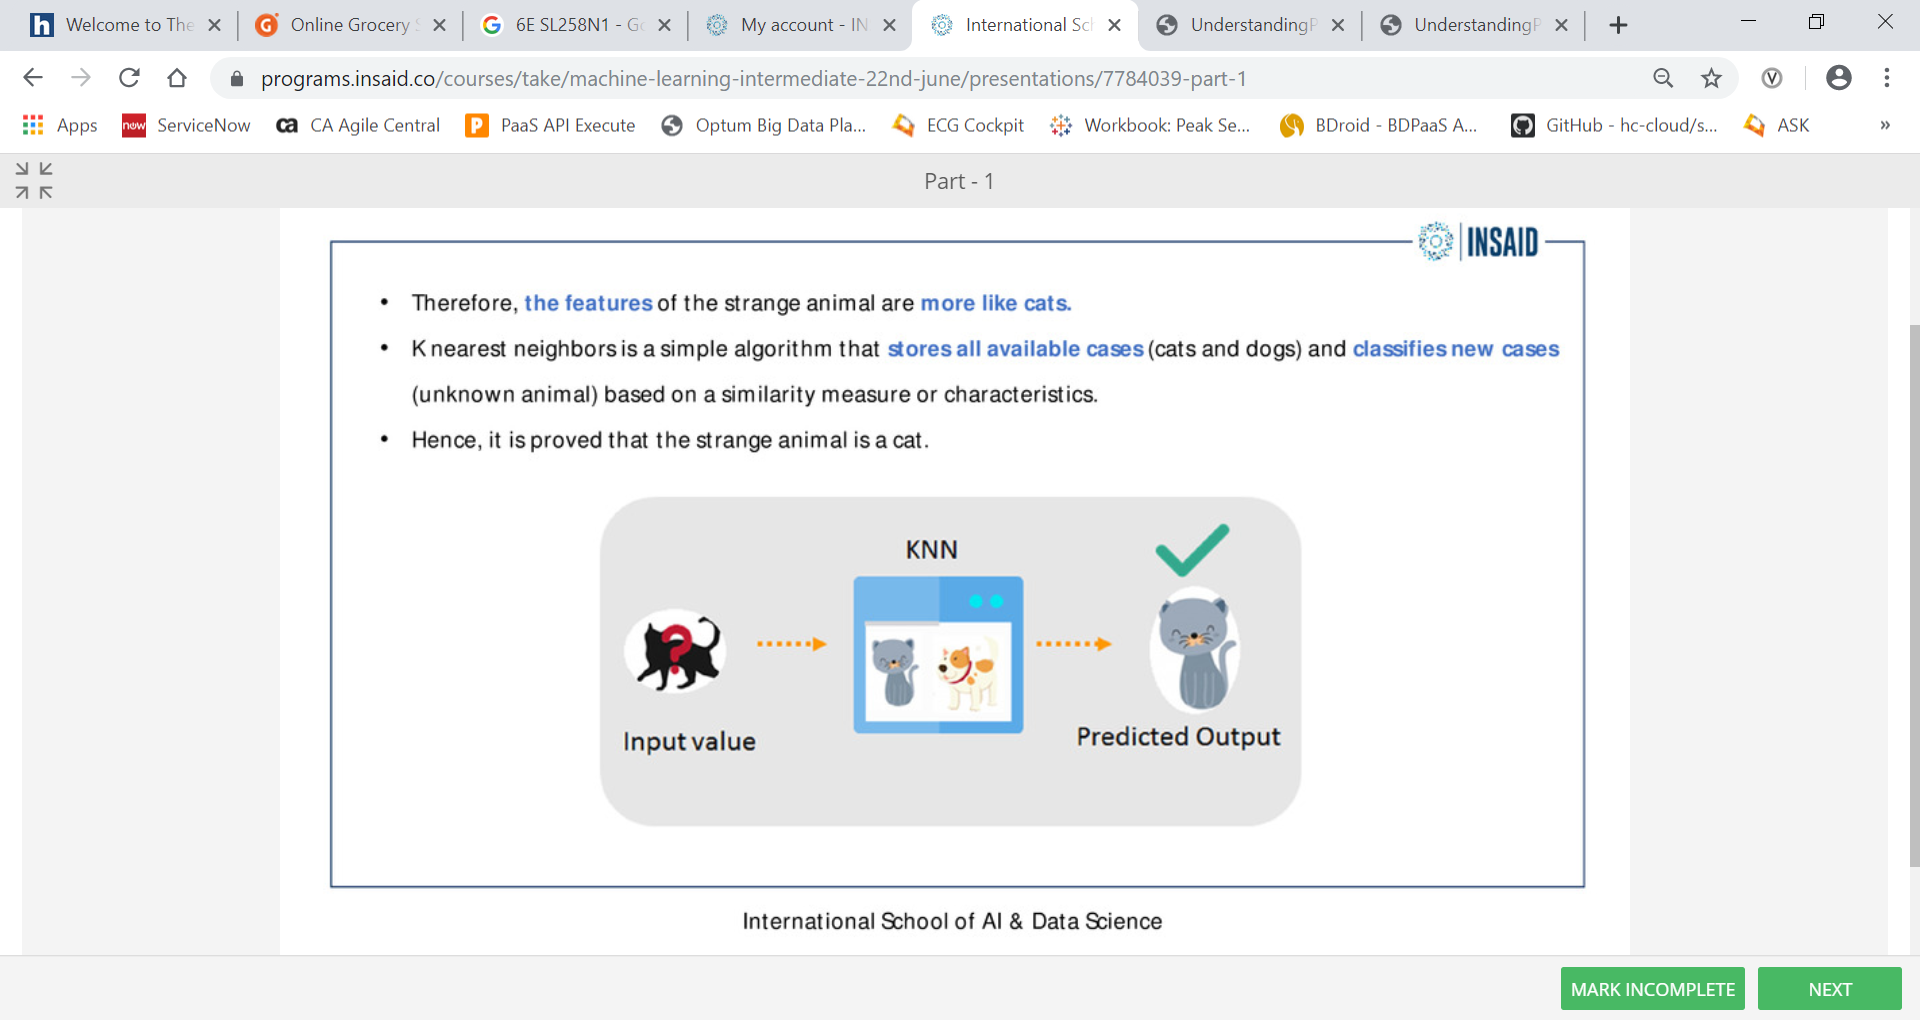 Welcome to The
Online Grocery
6E SL258N1 - G
My account - IN
International Sc
UnderstandingP
UnderstandingP
programs.insaid.co/courses/take/machine-learning-intermediate-22nd-june/presentations/7784039-part-1
Apps
now ServiceNow
ca CA Agile Central
P PaaS API Execute
Optum Big Data Pla...
ECG Cockpit
Workbook: Peak Se...
BDroid - BDPaaS A...
GitHub - hc-cloud/s...
ASK
»
Part - 1
INSAID
• Therefore, the features of the strange animal are more like cats.
• K nearest neighbors is a simple algorithm that stores all available cases (cats and dogs) and classifies new cases
(unknown animal) based on a similarity measure or characteristics.
• Hence, it is proved that the strange animal is a cat.
KNN
?
Input value
Predicted Output
International School of AI & Data Science
MARK INCOMPLETE
NEXT